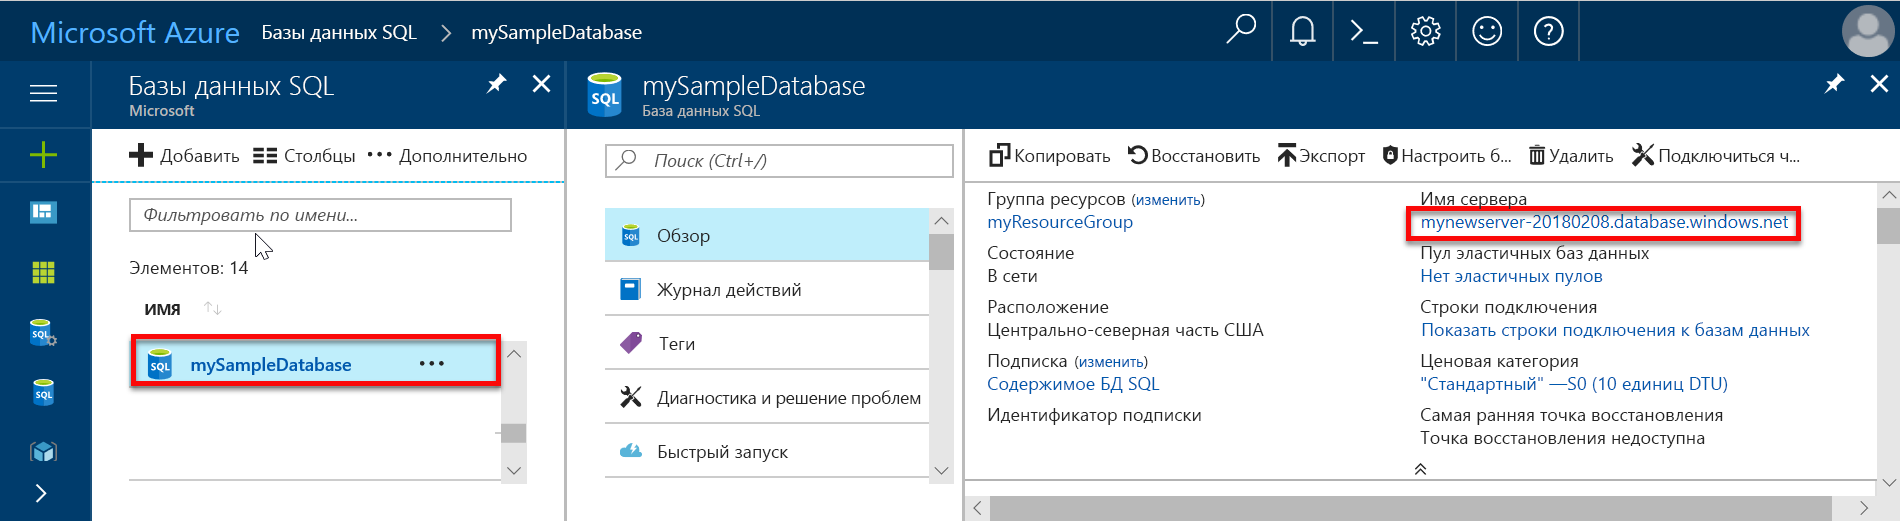 Microsoft Azure Базы данных SQL > mySampleDatabase
Базы данных SQL
Microsoft
Добавить Столбцы ••• Дополнительно
Фильтровать по имени...
Элементов: 14
ИМЯ
SQL mySampleDatabase •••
SQL
SQL
SQL mySampleDatabase
База данных SQL
Поиск (Ctrl+/)
SQL Обзор
Журнал действий
Теги
Диагностика и решение проблем
Быстрый запуск
Копировать Восстановить Экспорт Настроить б... Удалить Подключиться ч...
Группа ресурсов (изменить)
myResourceGroup
Состояние
В сети
Расположение
Центрально-северная часть США
Подписка (изменить)
Содержимое БД SQL
Идентификатор подписки
Имя сервера
mynewserver-20180208.database.windows.net
Пул эластичных баз данных
Нет эластичных пулов
Строки подключения
Показать строки подключения к базам данных
Ценовая категория
"Стандартный" —S0 (10 единиц DTU)
Самая ранняя точка восстановления
Точка восстановления недоступна